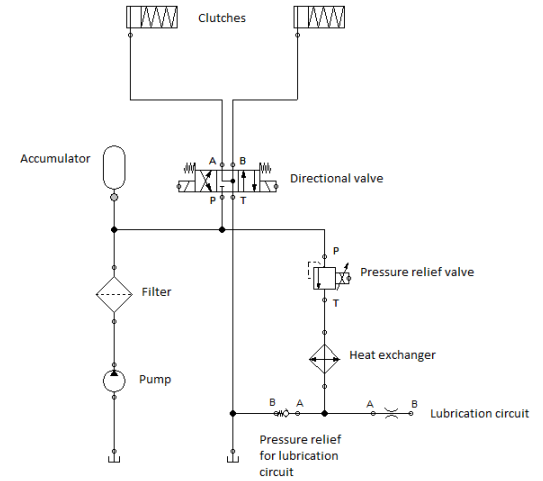 Clutches
Accumulator
A B
Directional valve
P T
P
Pressure relief valve
Filter
T
Heat exchanger
Pump
B A
A B
Lubrication circuit
Pressure relief
for lubrication
circuit